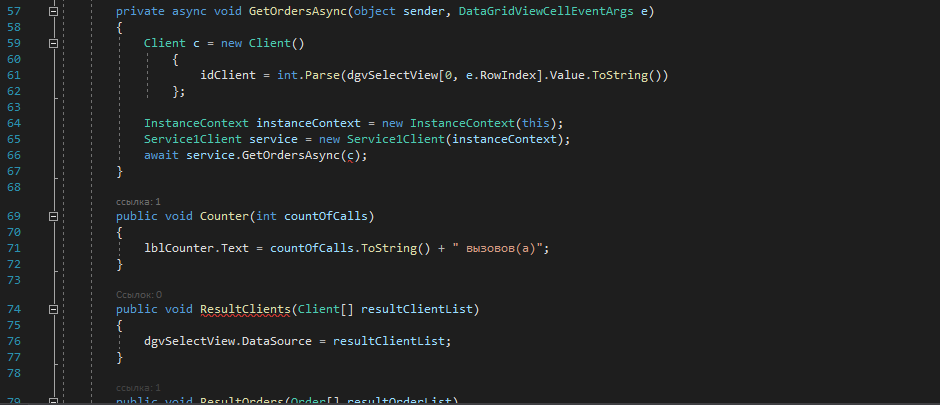 57 private async void GetOrdersAsync(object sender, DataGridViewCellEventArgs e)
58 {
59 Client c = new Client()
60 {
61 idClient = int.Parse(dgvSelectView[0, e.RowIndex].Value.ToString())
62 };
63
64 InstanceContext instanceContext = new InstanceContext(this);
65 Service1Client service = new Service1Client(instanceContext);
66 await service.GetOrdersAsync(c);
67 }
68
ссылка: 1
69 public void Counter(int countOfCalls)
70 {
71 lblCounter.Text = countOfCalls.ToString() + " вызовов(а)";
72 }
73
Ссылок: 0
74 public void ResultClients(Client[] resultClientList)
75 {
76 dgvSelectView.DataSource = resultClientList;
77 }
78
ссылка: 1
79 public void ResultOrders(Order[] resultOrderList)